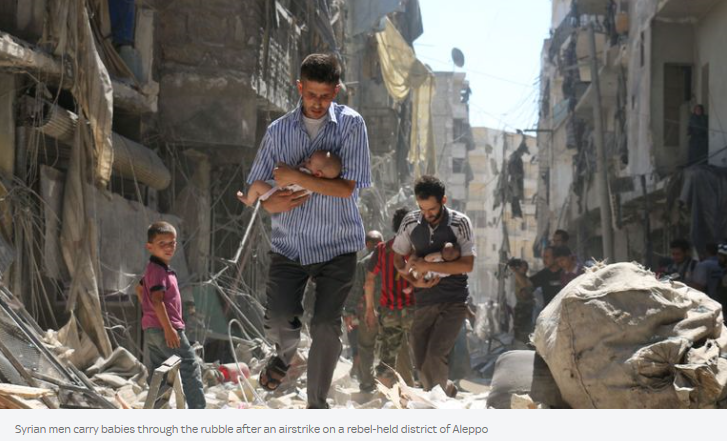 Syrian men carry babies through the rubble after an airstrike on a rebel-held district of Aleppo